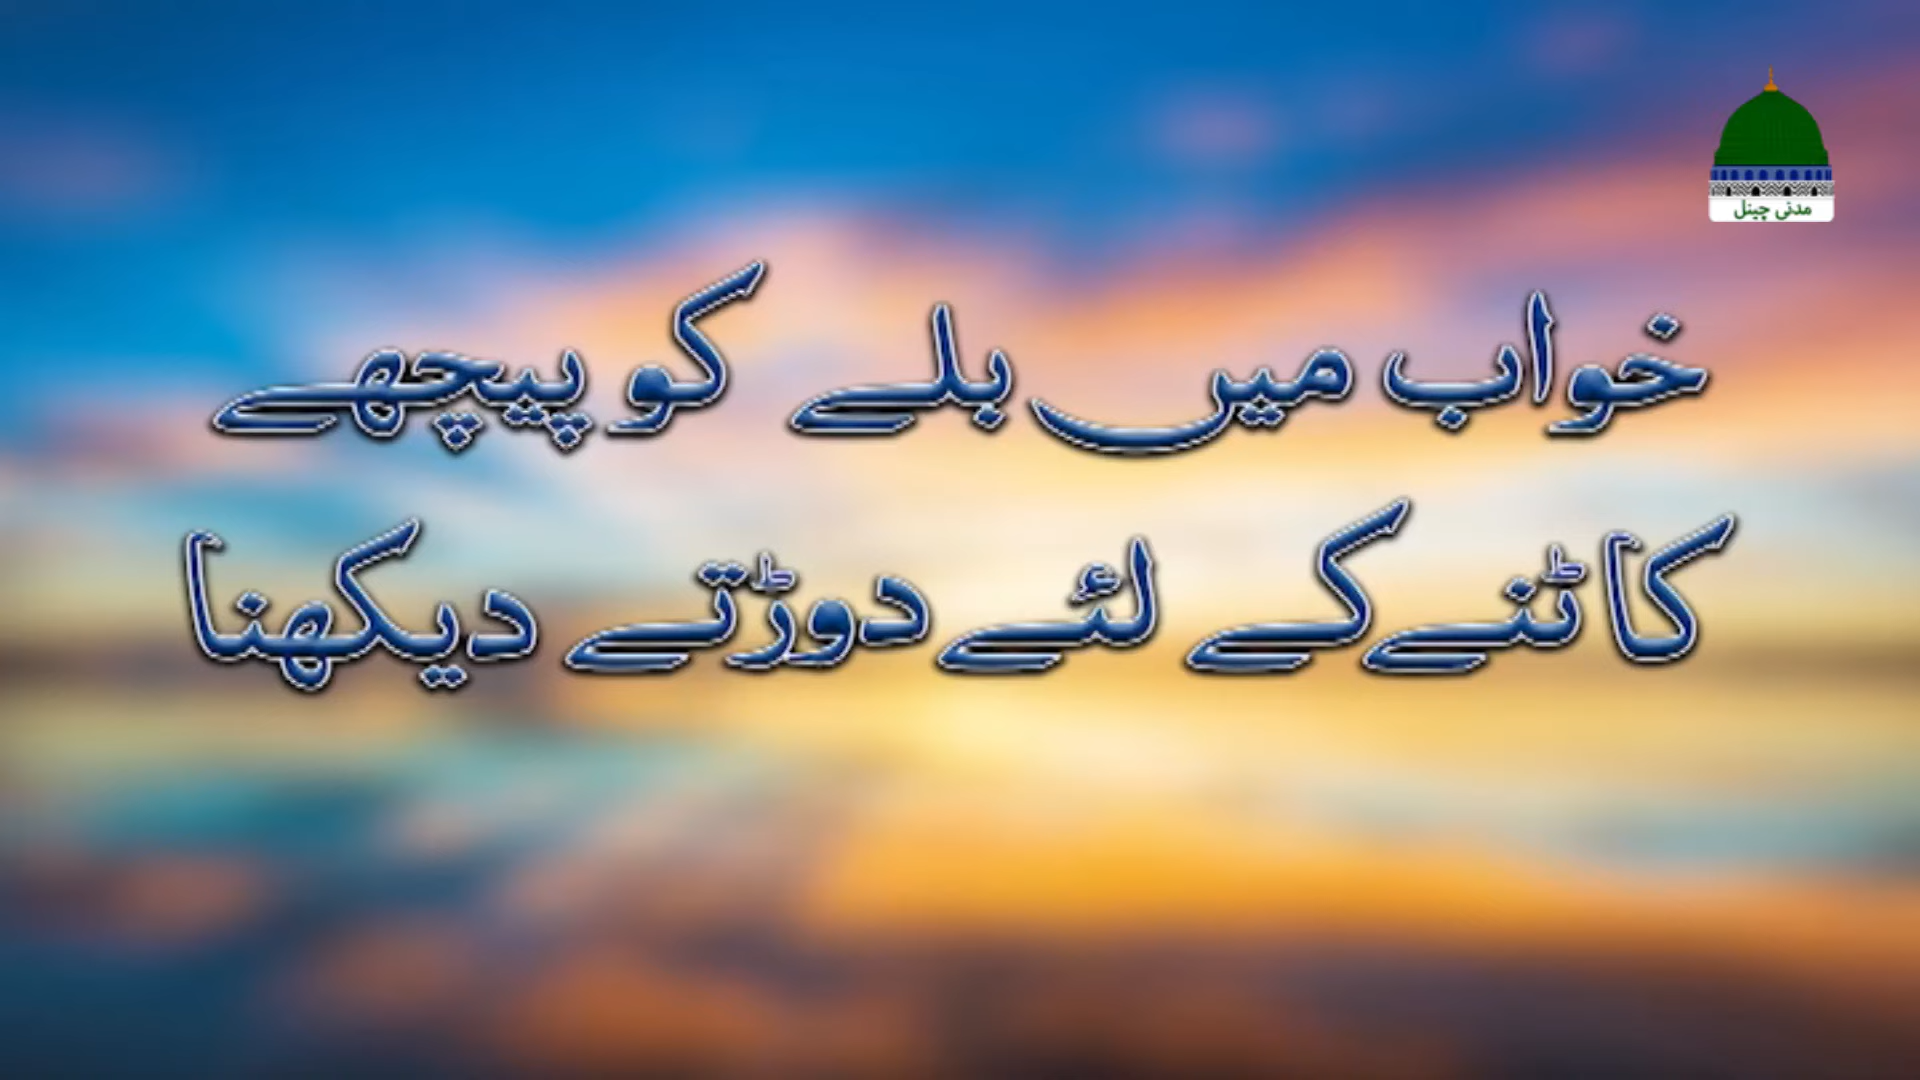 مدنی چینل
خواب میں بلے کو پیچھے
کاٹنے کے لئے دوڑتے دیکھنا